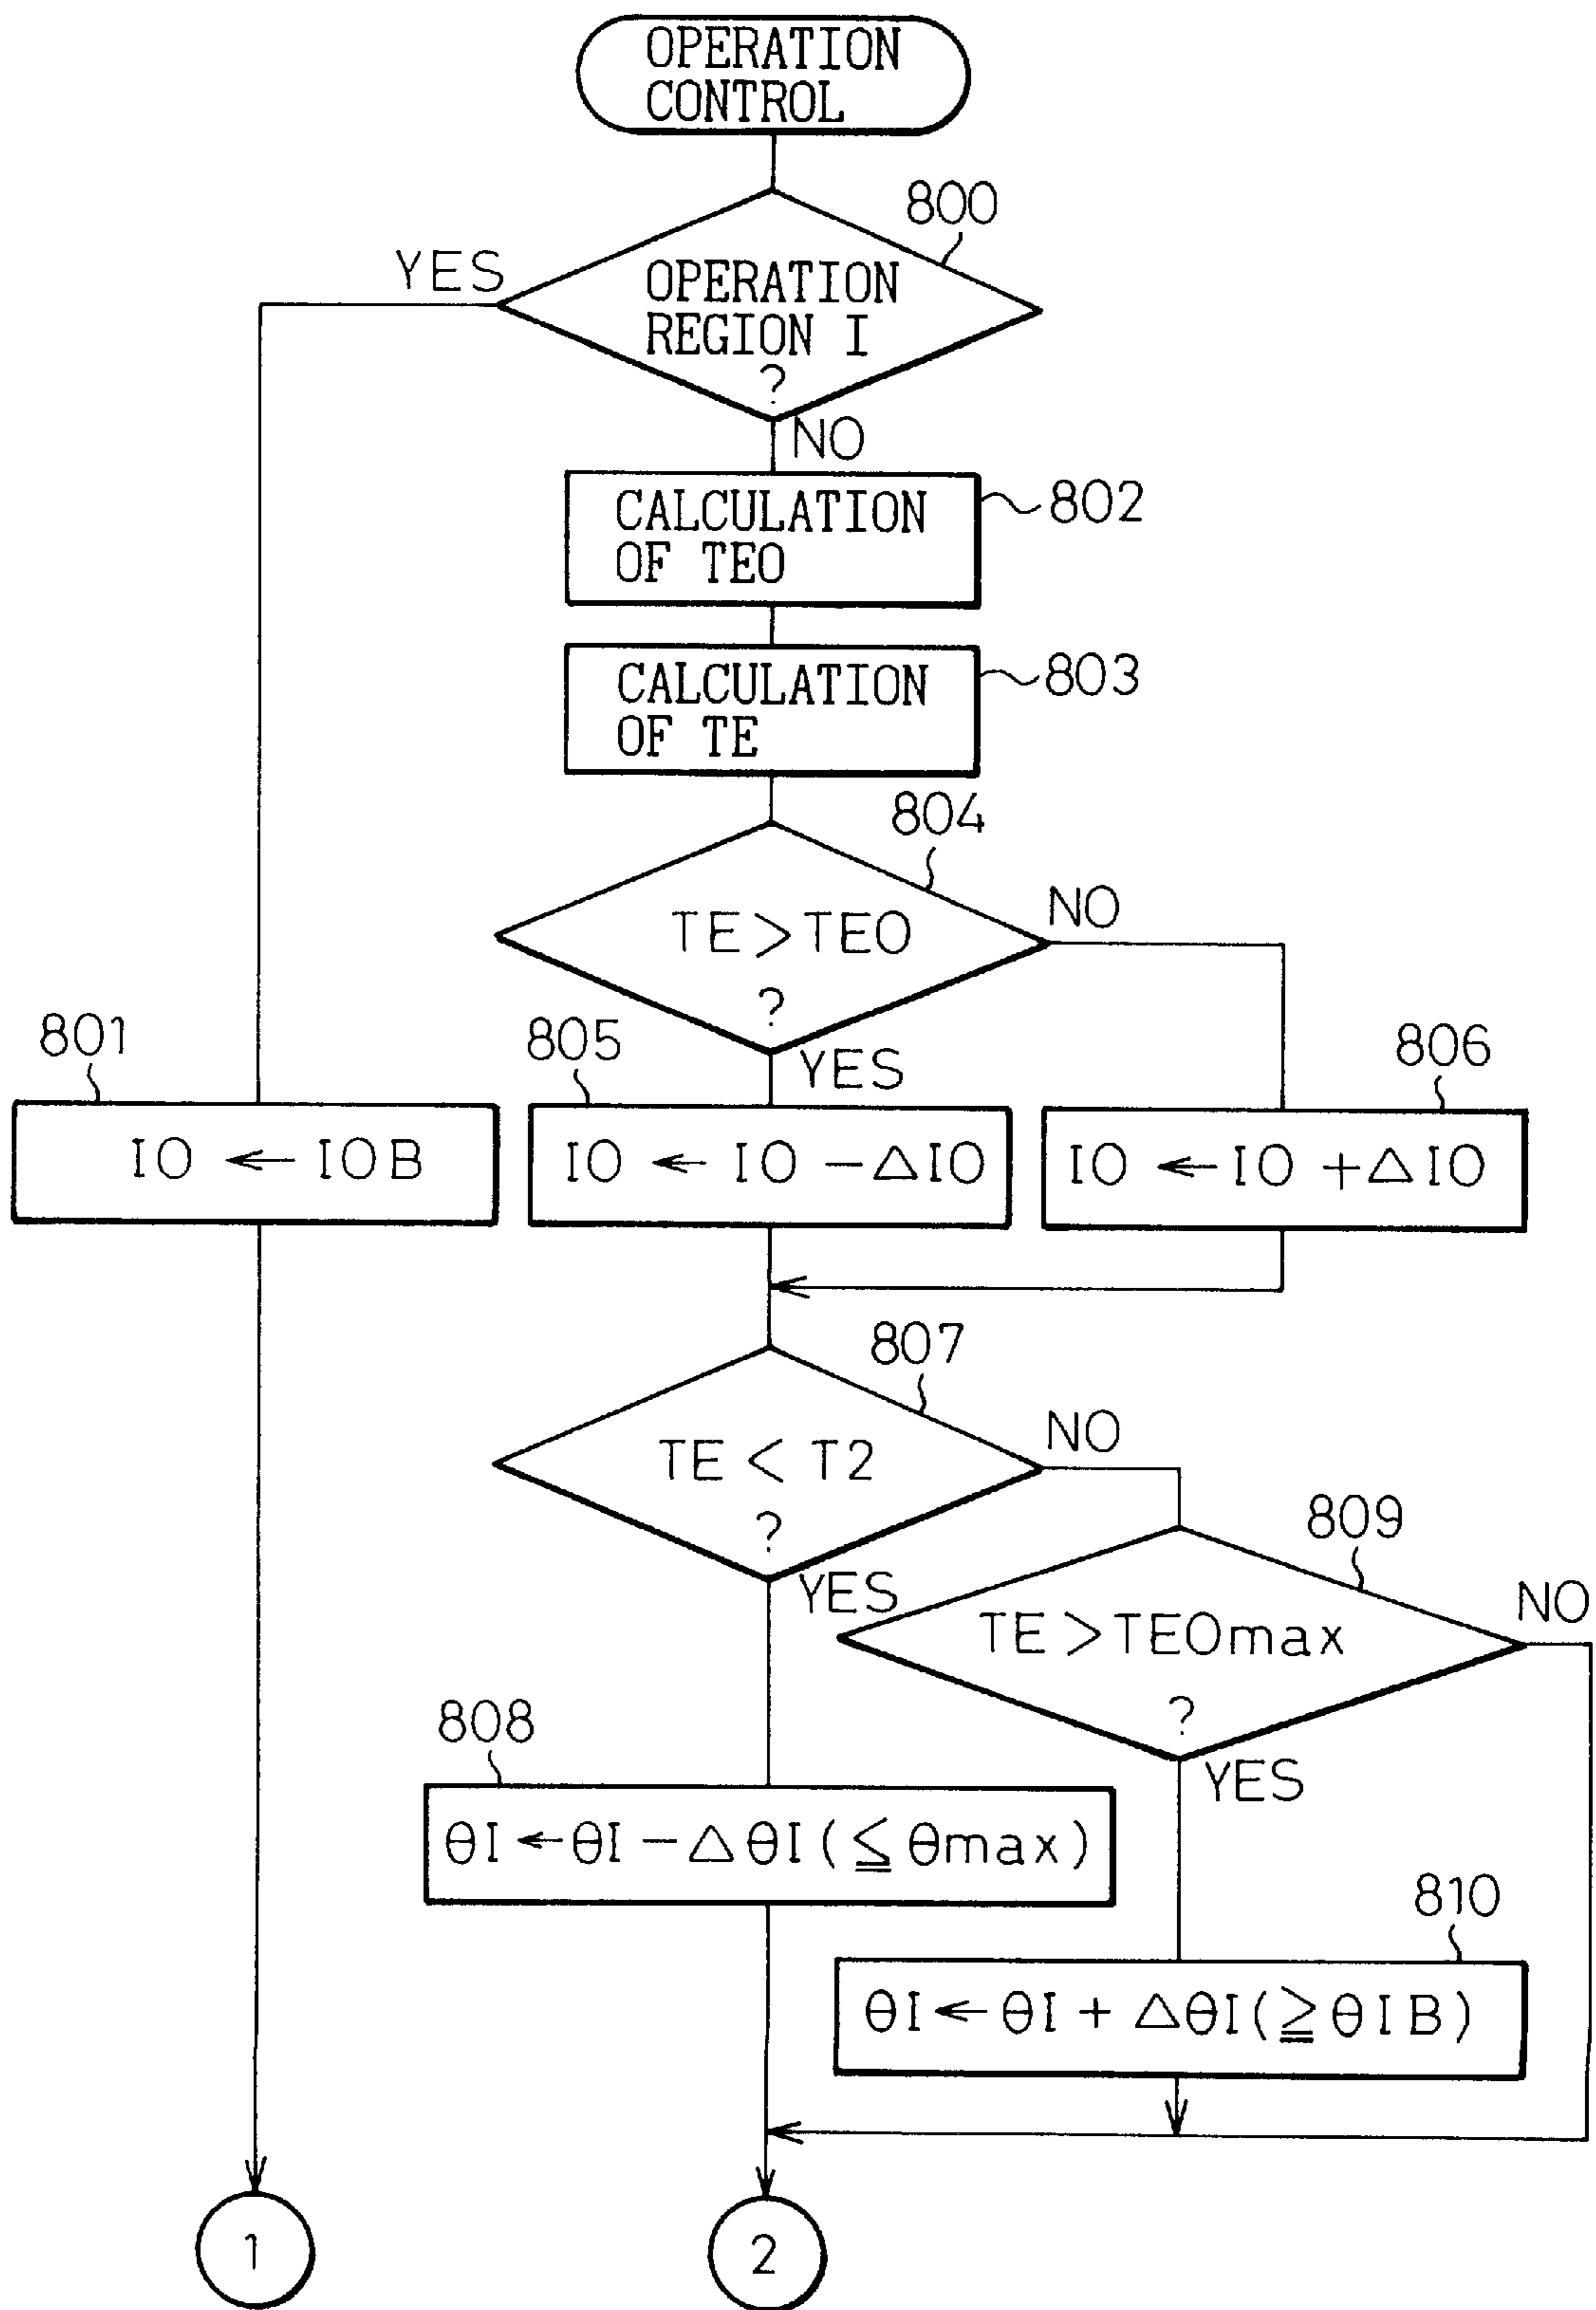 OPERATION
CONTROL
800
YES
OPERATION
REGION I
?
NO
CALCULATION
OF TEO
802
CALCULATION
OF TE
803
804
TE>TEO
?
NO
YES
801
IO ← IOB
805
IO ← IO − ΔIO
806
IO ← IO + ΔIO
807
TE < T2
?
NO
YES
809
TE > TEOmax
?
NO
YES
808
θI ← θI − ΔθI (≦ θmax)
810
θI ← θI + ΔθI (≧ θIB)
1
2